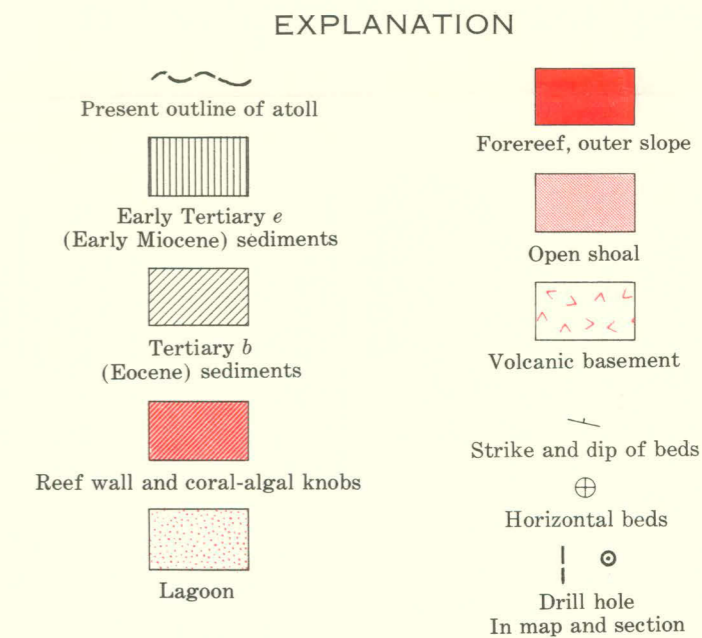 EXPLANATION
Present outline of atoll
Early Tertiary e
(Early Miocene) sediments
Tertiary b
(Eocene) sediments
Reef wall and coral-algal knobs
Lagoon
Forereef, outer slope
Open shoal
Volcanic basement
Strike and dip of beds
Horizontal beds
Drill hole
In map and section